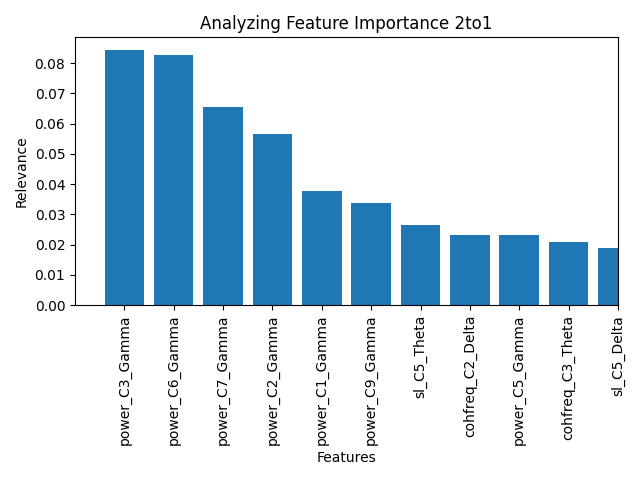 Analyzing Feature Importance 2to1
Relevance
0.08
0.07
0.06
0.05
0.04
0.03
0.02
0.01
0.00
power_C3_Gamma
power_C6_Gamma
power_C7_Gamma
power_C2_Gamma
power_C1_Gamma
power_C9_Gamma
sl_C5_Theta
cohfreq_C2_Delta
power_C5_Gamma
cohfreq_C3_Theta
sl_C5_Delta
Features